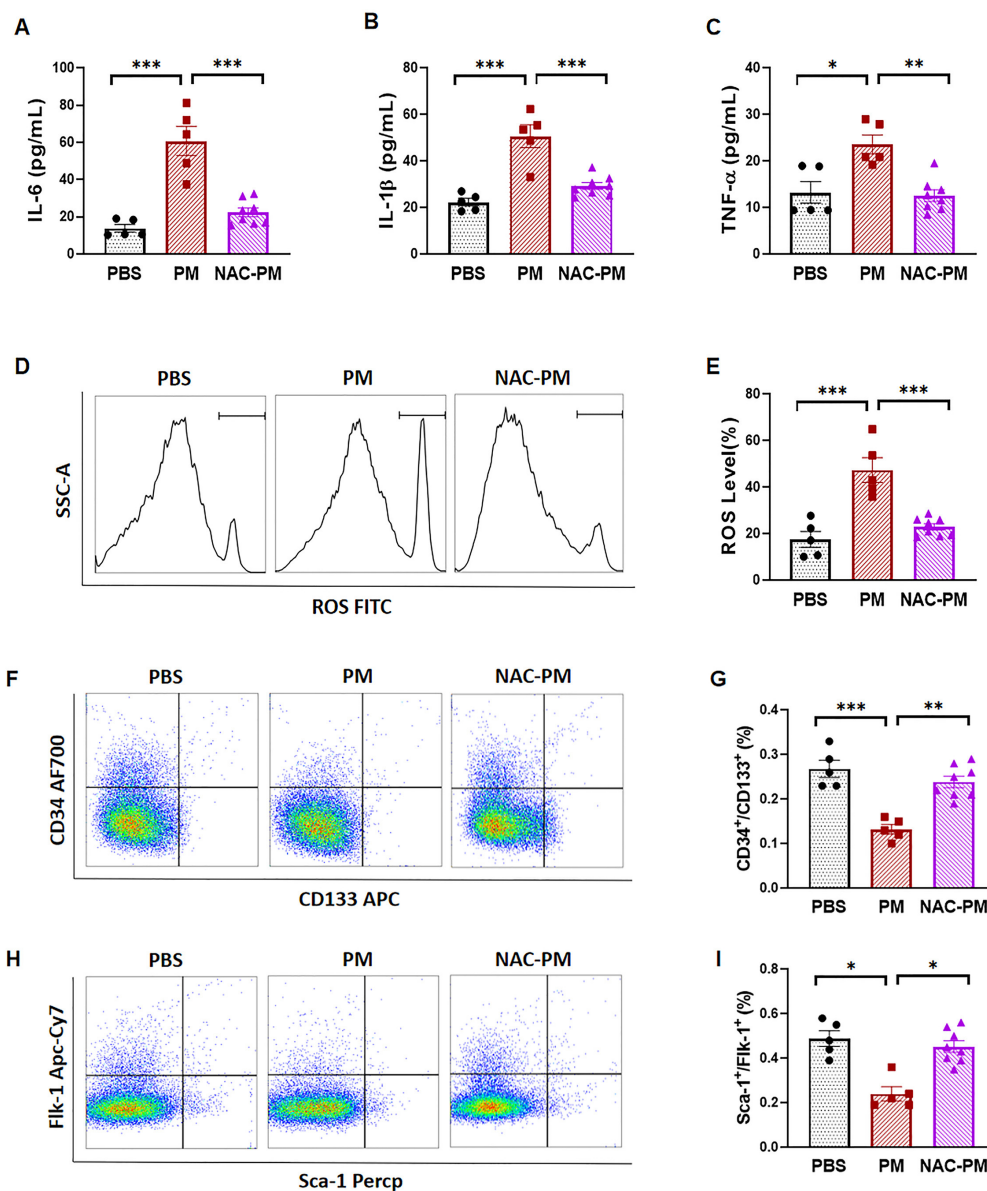 A
IL-6 (pg/mL)
100
80
60
40
20
0
*** ***
PBS PM NAC-PM
B
IL-1β (pg/mL)
80
60
40
20
0
*** ***
PBS PM NAC-PM
C
TNF-α (pg/mL)
40
30
20
10
0
* **
PBS PM NAC-PM
D
PBS PM NAC-PM
SSC-A
ROS FITC
E
ROS Level(%)
80
60
40
20
0
*** ***
PBS PM NAC-PM
F
PBS PM NAC-PM
CD34 AF700
CD133 APC
G
CD34⁺/CD133⁺ (%)
0.4
0.3
0.2
0.1
0.0
*** **
PBS PM NAC-PM
H
PBS PM NAC-PM
Flk-1 Apc-Cy7
Sca-1 Percp
I
Sca-1⁺/Flk-1⁺ (%)
0.8
0.6
0.4
0.2
0.0
* *
PBS PM NAC-PM